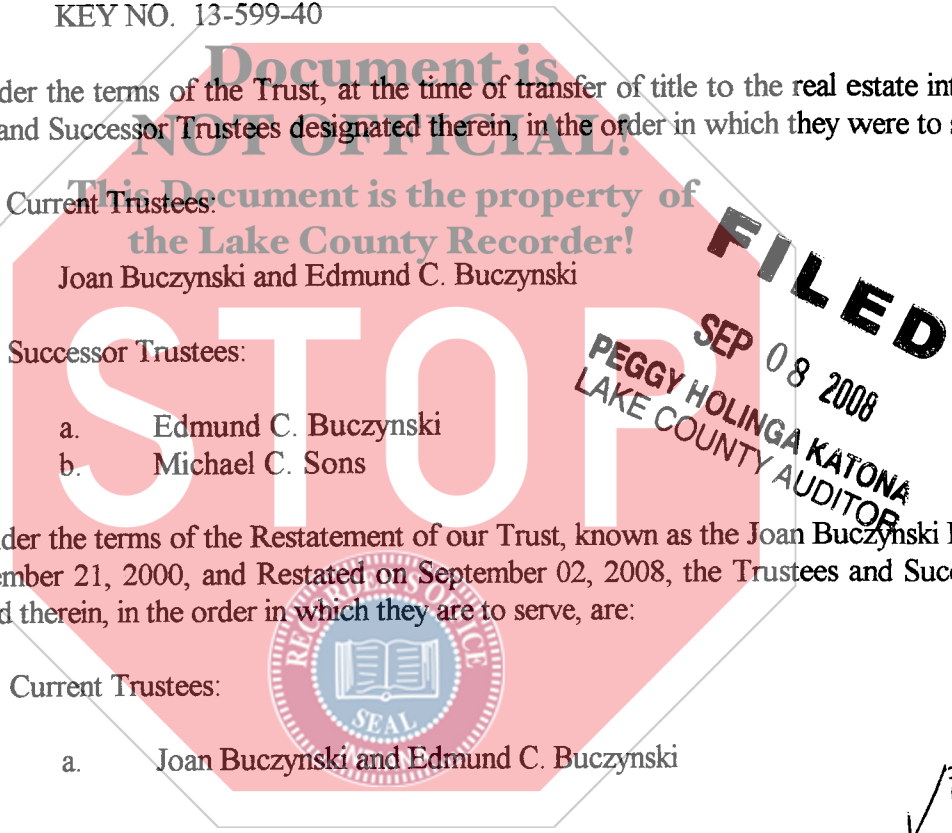 KEY NO. 13-599-40
Document is
der the terms of the Trust, at the time of transfer of title to the real estate
and Successor Trustees designated therein, in the order in which they were to
NOT OFFICIAL!
This Document is the property of
Current Trustees:
the Lake County Recorder!
Joan Buczynski and Edmund C. Buczynski
FILED
SEP 08 2008
PEGGY HOLINGA KATONA
LAKE COUNTY AUDITOR
STOP
Successor Trustees:
a. Edmund C. Buczynski
b. Michael C. Sons
der the terms of the Restatement of our Trust, known as the Joan Buczynski
ember 21, 2000, and Restated on September 02, 2008, the Trustees and Succ
d therein, in the order in which they are to serve, are:
RECORDER'S OFFICE
SEAL
Current Trustees:
a. Joan Buczynski and Edmund C. Buczynski